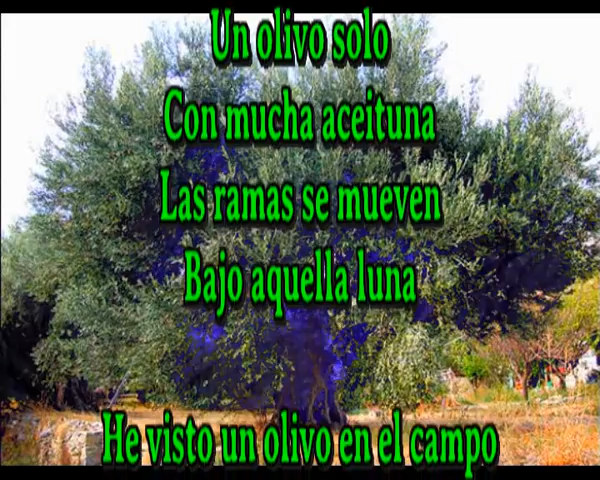 Un olivo solo
Con mucha aceituna
Las ramas se mueven
Bajo aquella luna
He visto un olivo en el campo